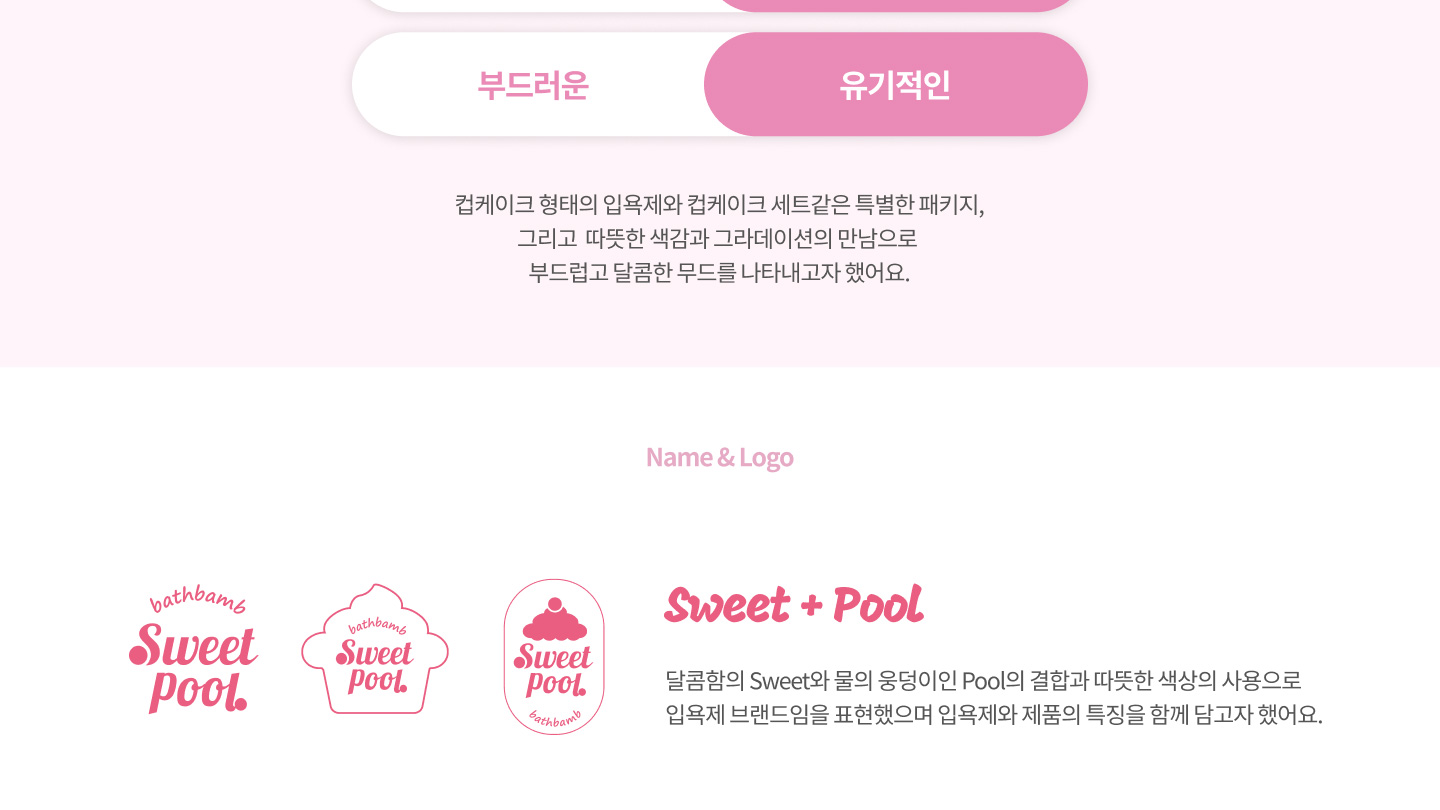 부드러운 유기적인
컵케이크 형태의 입욕제와 컵케이크 세트같은 특별한 패키지,
그리고 따뜻한 색감과 그라데이션의 만남으로
부드럽고 달콤한 무드를 나타내고자 했어요.
Name & Logo
bathbamb
Sweet
pool.
bathbamb
Sweet
pool.
Sweet
pool.
bathbamb
Sweet + Pool
달콤함의 Sweet와 물의 웅덩이인 Pool의 결합과 따뜻한 색상의 사용으로
입욕제 브랜드임을 표현했으며 입욕제와 제품의 특징을 함께 담고자 했어요.